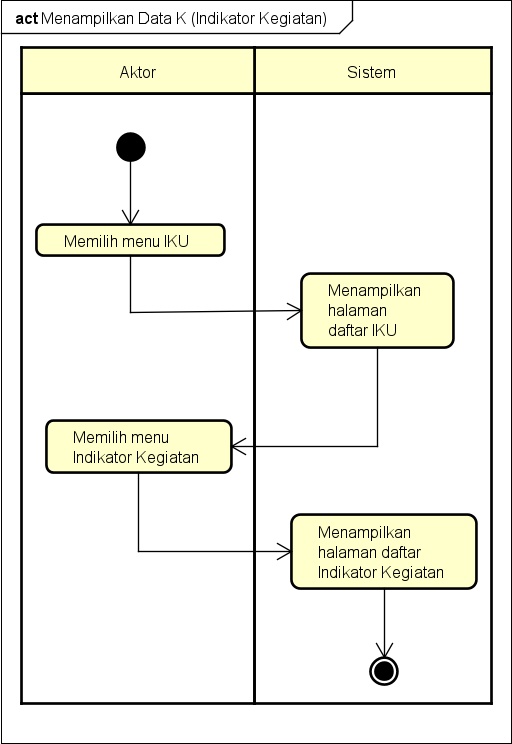 act Menampilkan Data K (Indikator Kegiatan)
Aktor
Sistem
Memilih menu IKU
Menampilkan
halaman
daftar IKU
Memilih menu
Indikator Kegiatan
Menampilkan
halaman daftar
Indikator Kegiatan